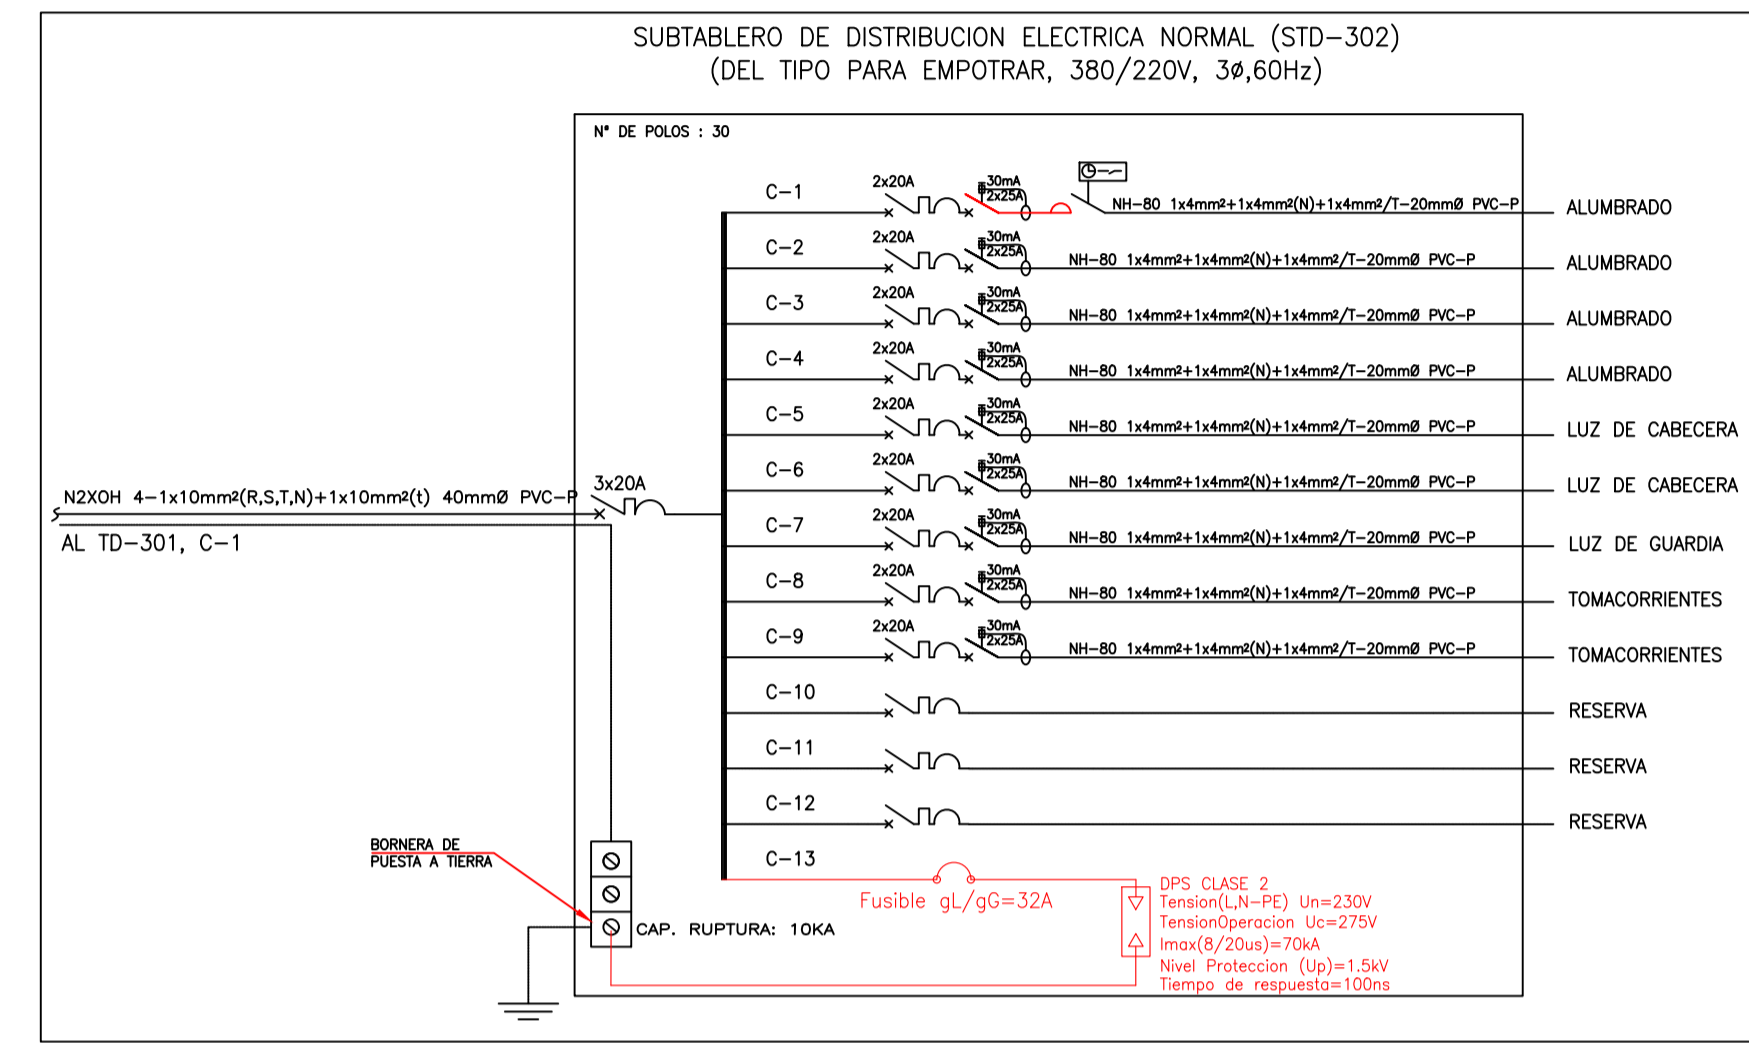 SUBTABLERO DE DISTRIBUCION ELECTRICA NORMAL (STD-302)
(DEL TIPO PARA EMPOTRAR, 380/220V, 3ø,60Hz)
N° DE POLOS : 30
C-1 2x20A 30mA 2x25A NH-80 1x4mm²+1x4mm²(N)+1x4mm²/T-20mmØ PVC-P ALUMBRADO
C-2 2x20A 30mA 2x25A NH-80 1x4mm²+1x4mm²(N)+1x4mm²/T-20mmØ PVC-P ALUMBRADO
C-3 2x20A 30mA 2x25A NH-80 1x4mm²+1x4mm²(N)+1x4mm²/T-20mmØ PVC-P ALUMBRADO
C-4 2x20A 30mA 2x25A NH-80 1x4mm²+1x4mm²(N)+1x4mm²/T-20mmØ PVC-P ALUMBRADO
C-5 2x20A 30mA 2x25A NH-80 1x4mm²+1x4mm²(N)+1x4mm²/T-20mmØ PVC-P LUZ DE CABECERA
C-6 2x20A 30mA 2x25A NH-80 1x4mm²+1x4mm²(N)+1x4mm²/T-20mmØ PVC-P LUZ DE CABECERA
N2XOH 4-1x10mm²(R,S,T,N)+1x10mm²(t) 40mmØ PVC-P 3x20A
AL TD-301, C-1
C-7 2x20A 30mA 2x25A NH-80 1x4mm²+1x4mm²(N)+1x4mm²/T-20mmØ PVC-P LUZ DE GUARDIA
C-8 2x20A 30mA 2x25A NH-80 1x4mm²+1x4mm²(N)+1x4mm²/T-20mmØ PVC-P TOMACORRIENTES
C-9 2x20A 30mA 2x25A NH-80 1x4mm²+1x4mm²(N)+1x4mm²/T-20mmØ PVC-P TOMACORRIENTES
C-10 RESERVA
C-11 RESERVA
C-12 RESERVA
C-13
BORNERA DE
PUESTA A TIERRA
CAP. RUPTURA: 10KA
Fusible gL/gG=32A
DPS CLASE 2
Tension(L,N-PE) Un=230V
TensionOperacion Uc=275V
Imax(8/20us)=70kA
Nivel Proteccion (Up)=1.5kV
Tiempo de respuesta=100ns